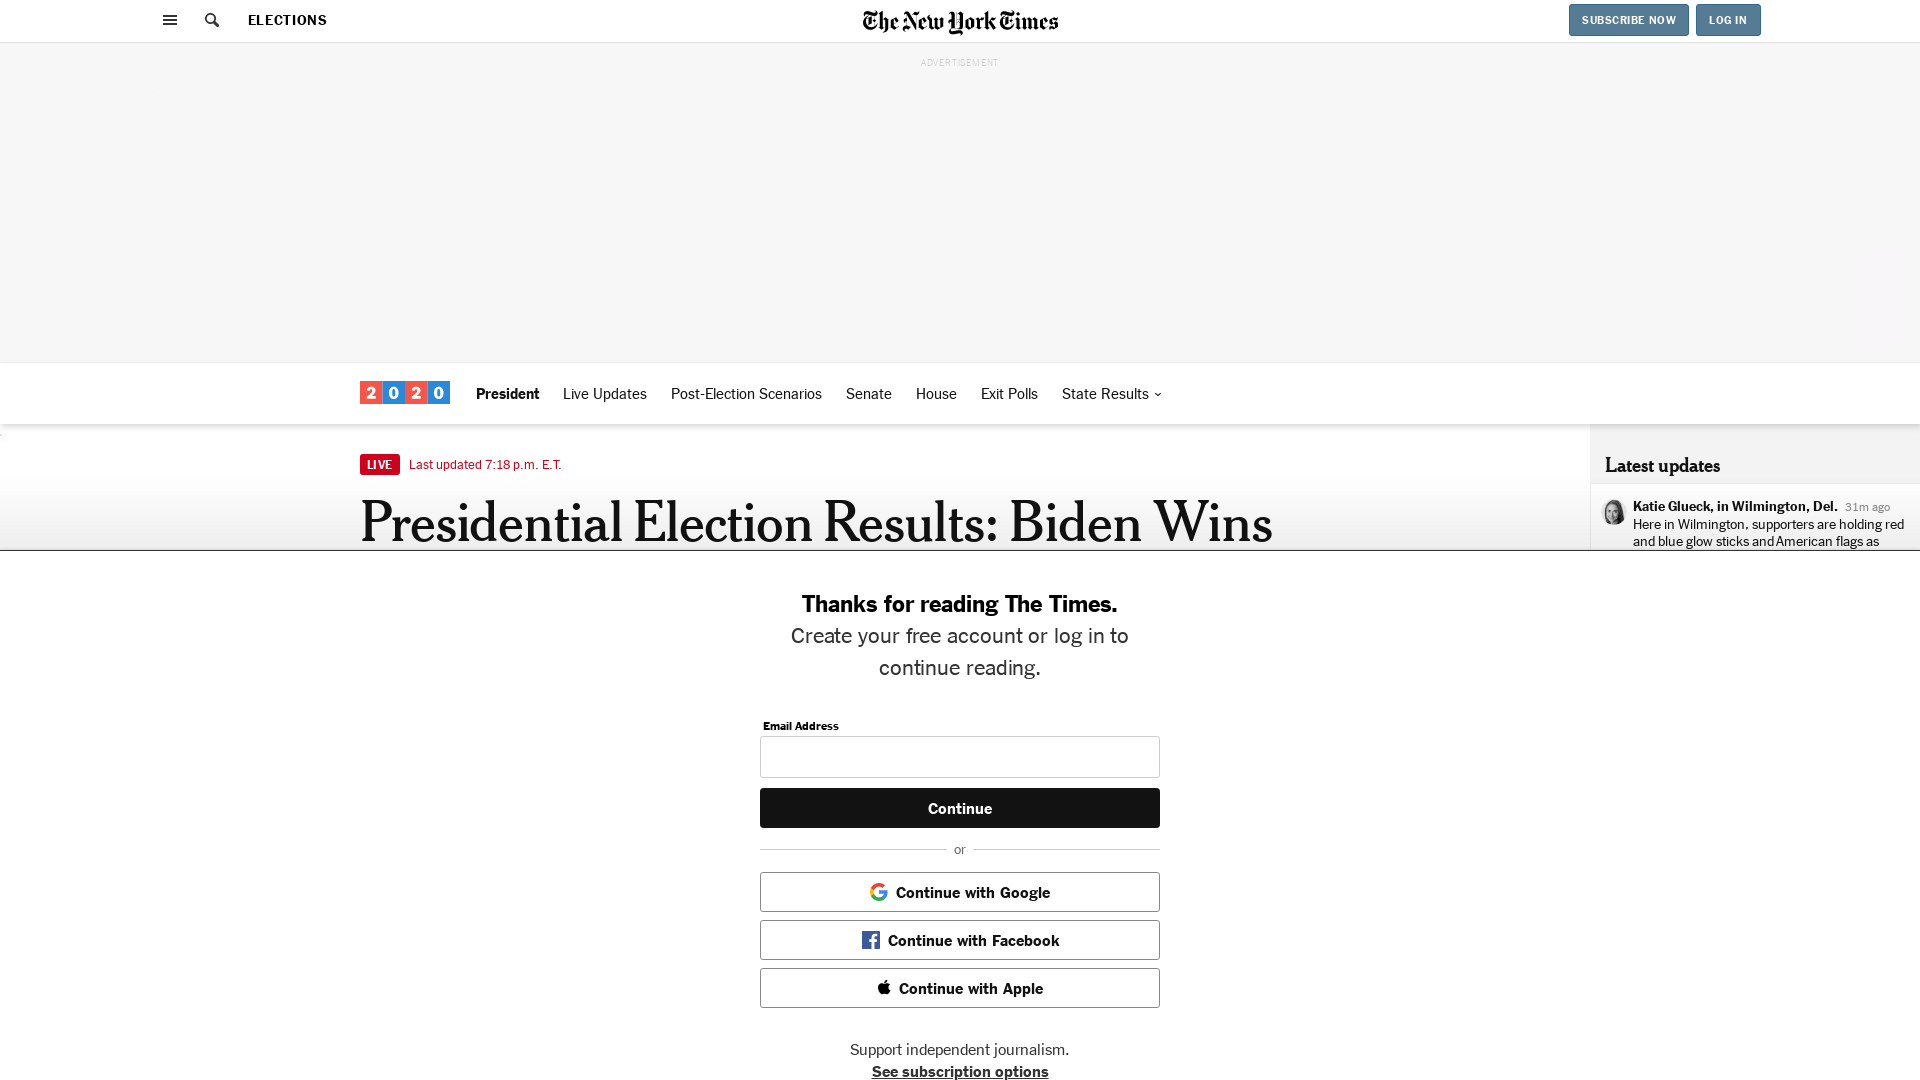 ELECTIONS
The New York Times
SUBSCRIBE NOW
LOG IN
ADVERTISEMENT
2020
President
Live Updates
Post-Election Scenarios
Senate
House
Exit Polls
State Results
LIVE
Last updated 7:18 p.m. E.T.
Presidential Election Results: Biden Wins
Latest updates
Katie Glueck, in Wilmington, Del. 31m ago
Here in Wilmington, supporters are holding red
and blue glow sticks and American flags as
Thanks for reading The Times.
Create your free account or log in to
continue reading.
Email Address
Continue
or
Continue with Google
Continue with Facebook
Continue with Apple
Support independent journalism.
See subscription options